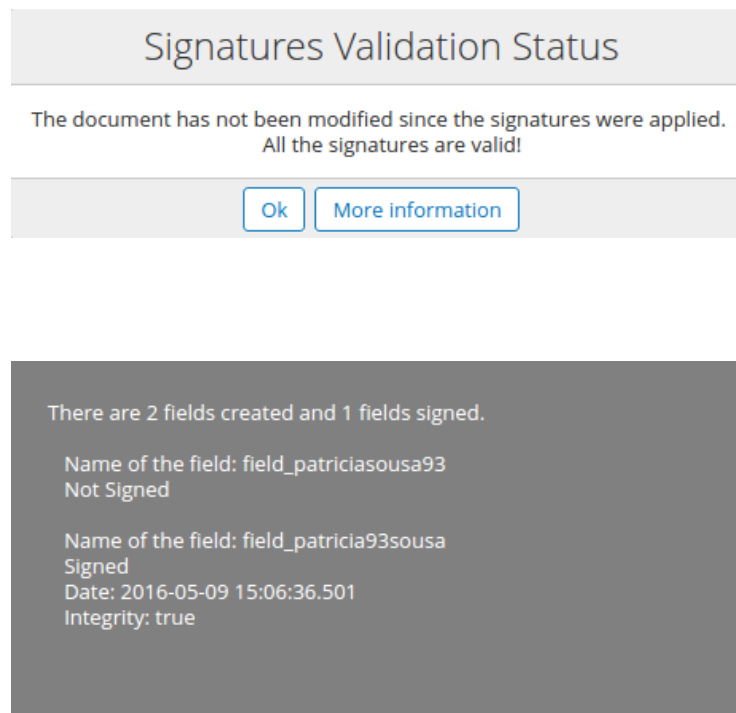 Signatures Validation Status
The document has not been modified since the signatures were applied.
All the signatures are valid!
Ok
More information
There are 2 fields created and 1 fields signed.
Name of the field: field_patriciasousa93
Not Signed
Name of the field: field_patricia93sousa
Signed
Date: 2016-05-09 15:06:36.501
Integrity: true